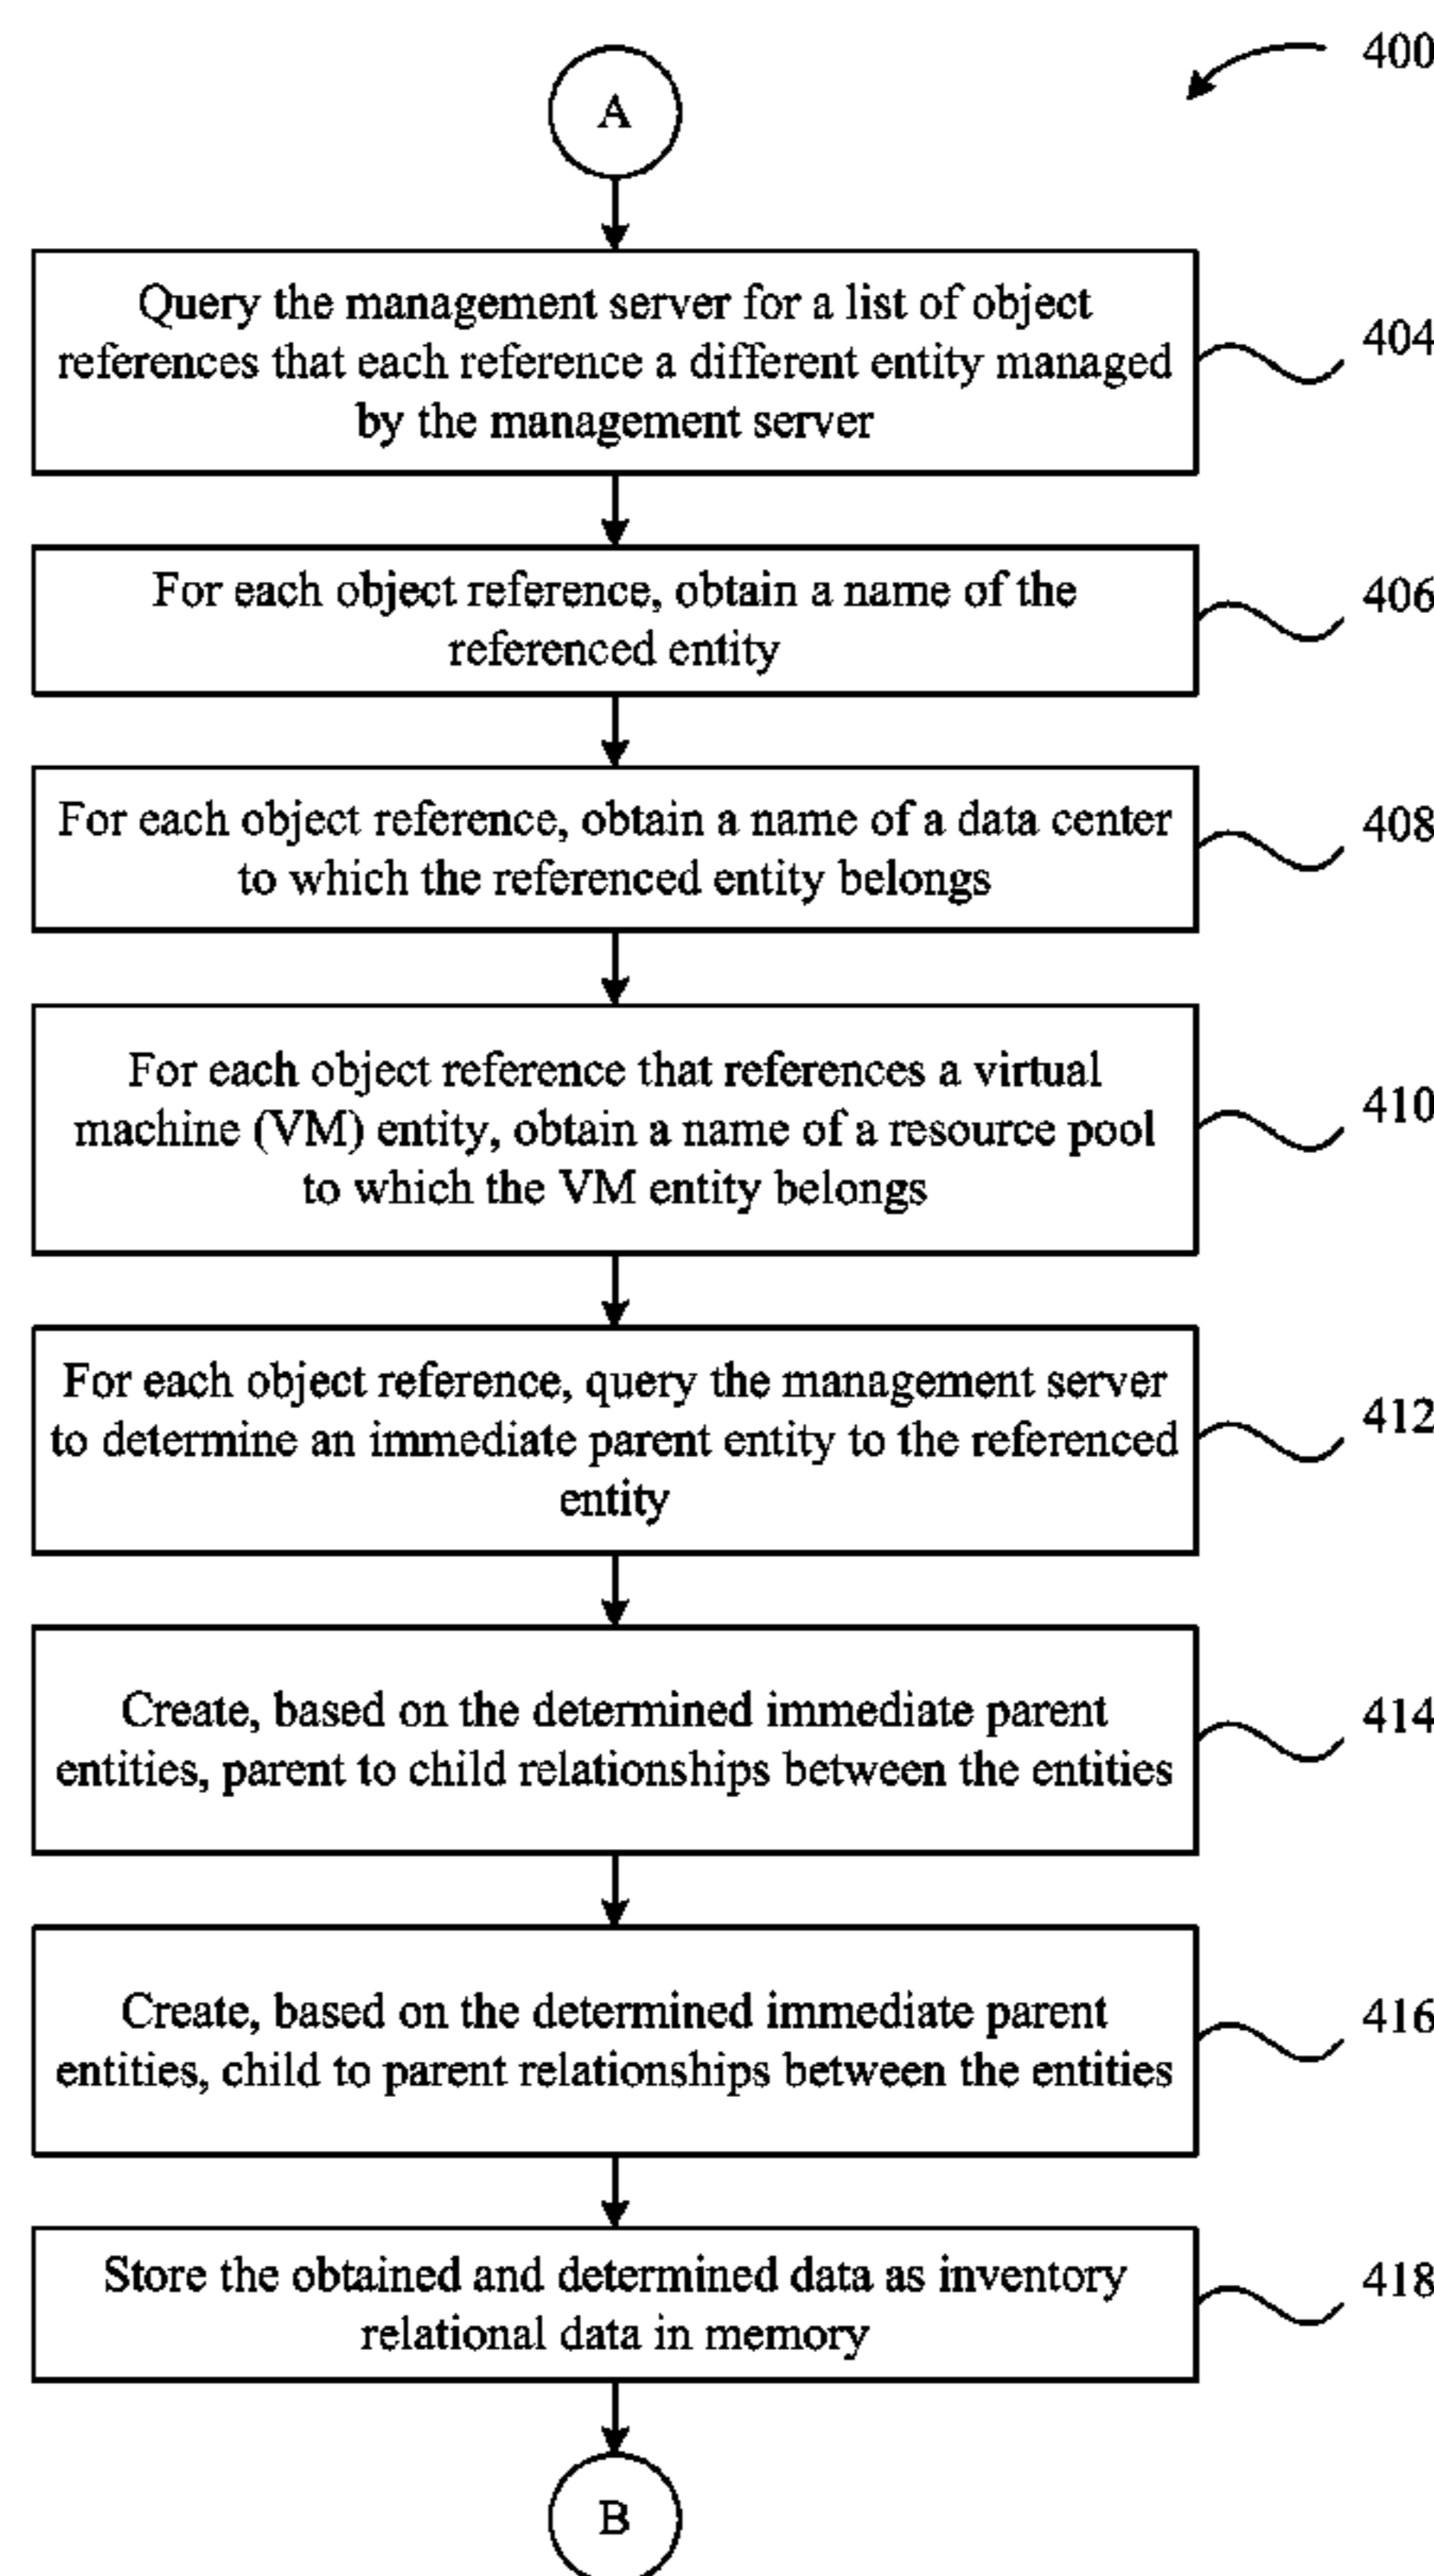 400
A
Query the management server for a list of object
references that each reference a different entity managed
by the management server
404
For each object reference, obtain a name of the
referenced entity
406
For each object reference, obtain a name of a data center
to which the referenced entity belongs
408
For each object reference that references a virtual
machine (VM) entity, obtain a name of a resource pool
to which the VM entity belongs
410
For each object reference, query the management server
to determine an immediate parent entity to the referenced
entity
412
Create, based on the determined immediate parent
entities, parent to child relationships between the entities
414
Create, based on the determined immediate parent
entities, child to parent relationships between the entities
416
Store the obtained and determined data as inventory
relational data in memory
418
B